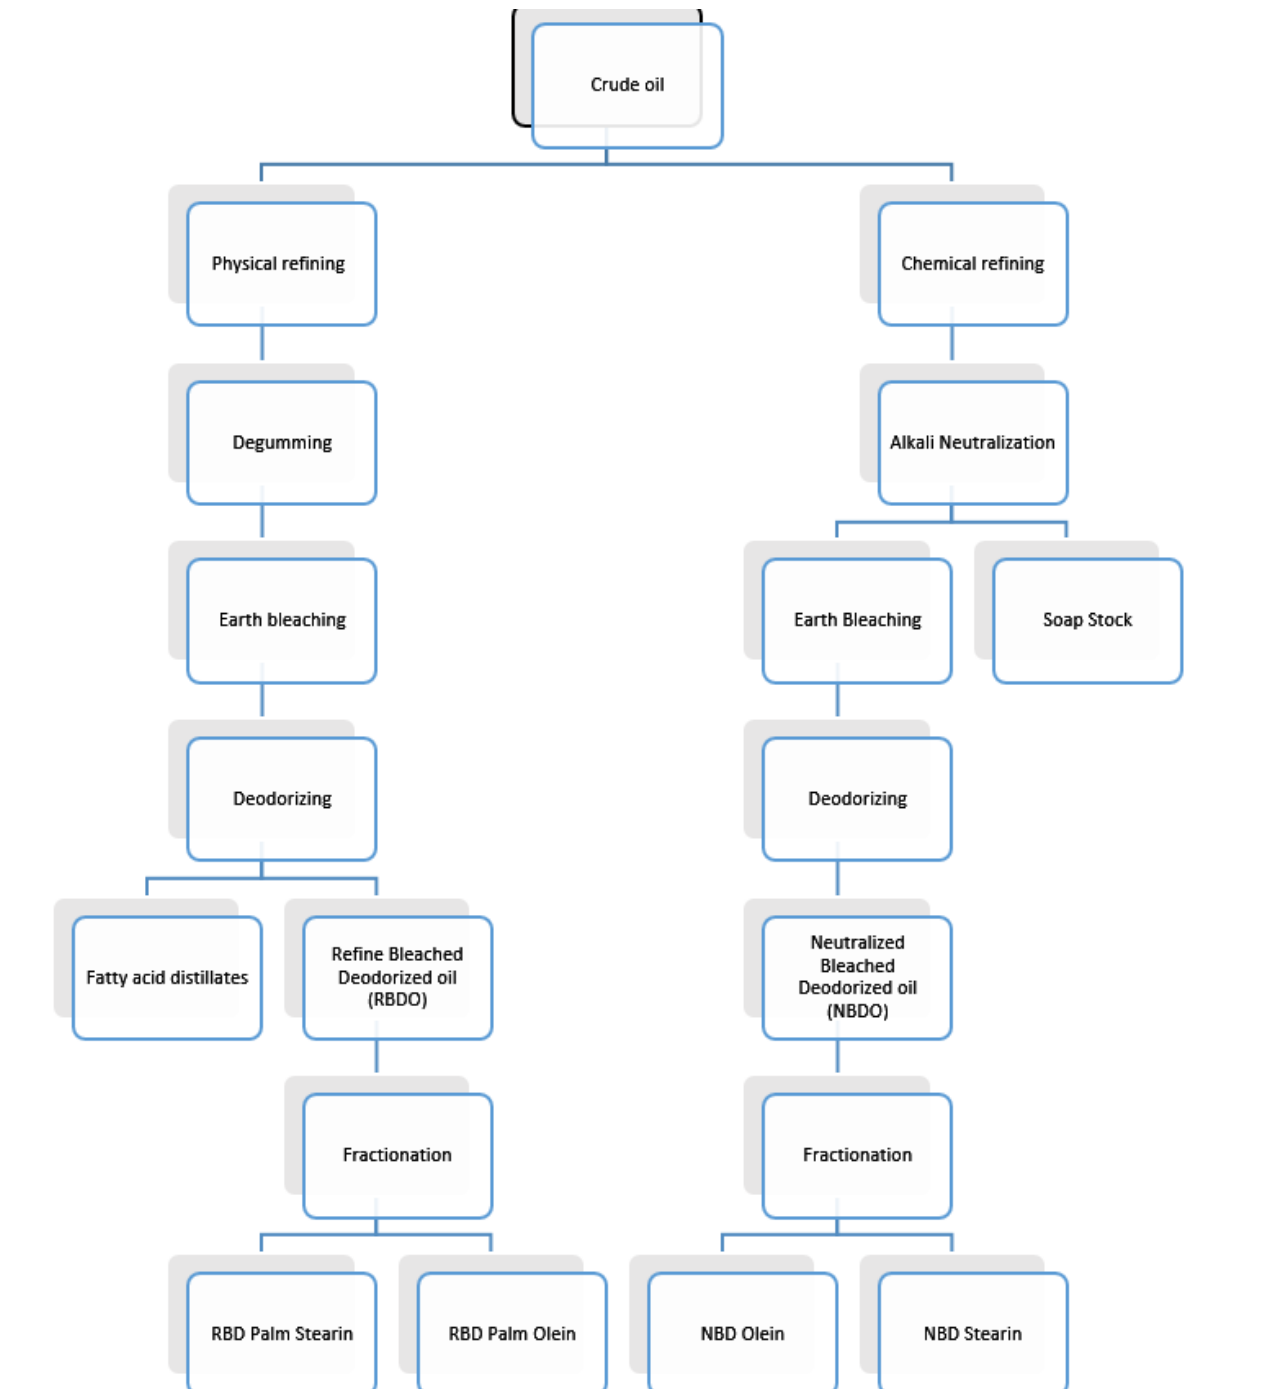 Crude oil
Physical refining
Chemical refining
Degumming
Alkali Neutralization
Earth bleaching
Earth Bleaching
Soap Stock
Deodorizing
Deodorizing
Fatty acid distillates
Refine Bleached
Deodorized oil
(RBDO)
Neutralized
Bleached
Deodorized oil
(NBDO)
Fractionation
Fractionation
RBD Palm Stearin
RBD Palm Olein
NBD Olein
NBD Stearin